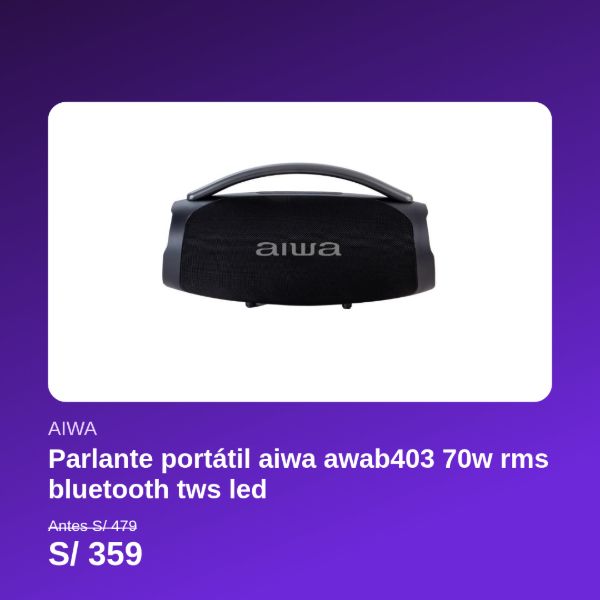 aiwa
AIWA
Parlante portátil aiwa awab403 70w rms
bluetooth tws led
Antes S/ 479
S/ 359